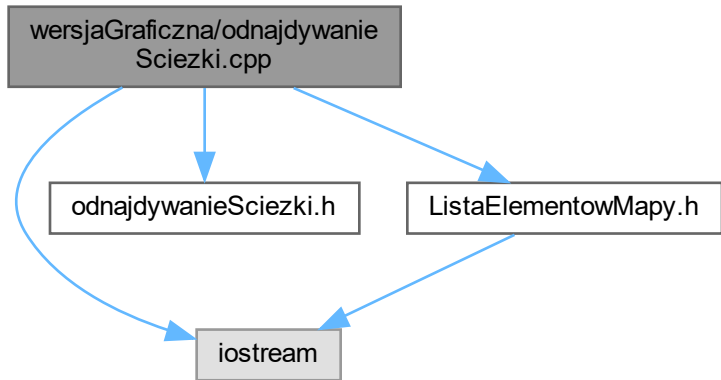 wersjaGraficzna/odnajdywanie
Sciezki.cpp
odnajdywanieSciezki.h
ListaElementowMapy.h
iostream